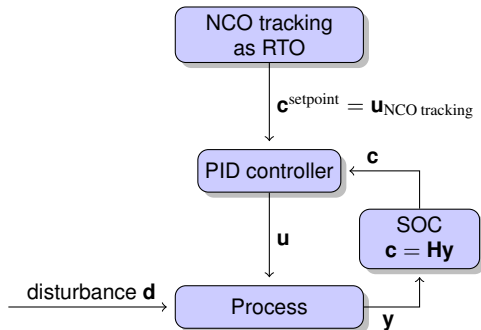 NCO tracking
as RTO
c^setpoint = u_NCO tracking
c
PID controller
SOC
c = Hy
u
disturbance d
Process
y